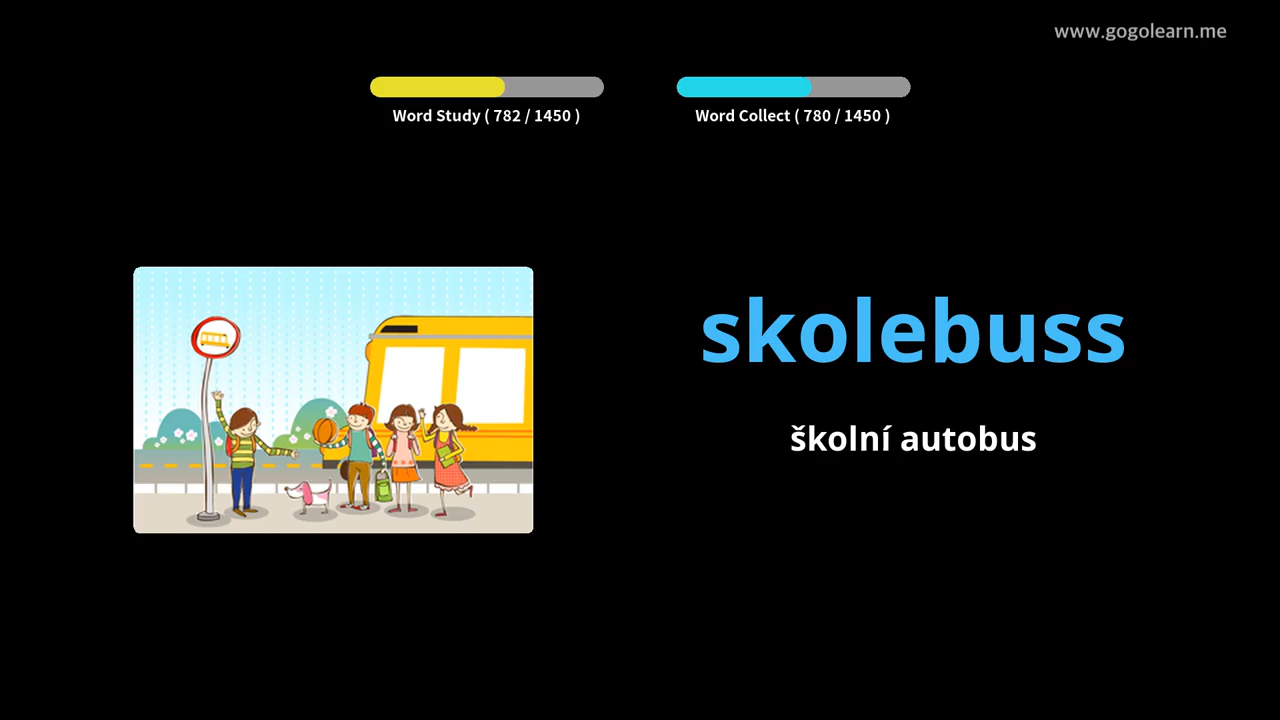 www.gogolearn.me
Word Study ( 782 / 1450 )
Word Collect ( 780 / 1450 )
skolebuss
školní autobus